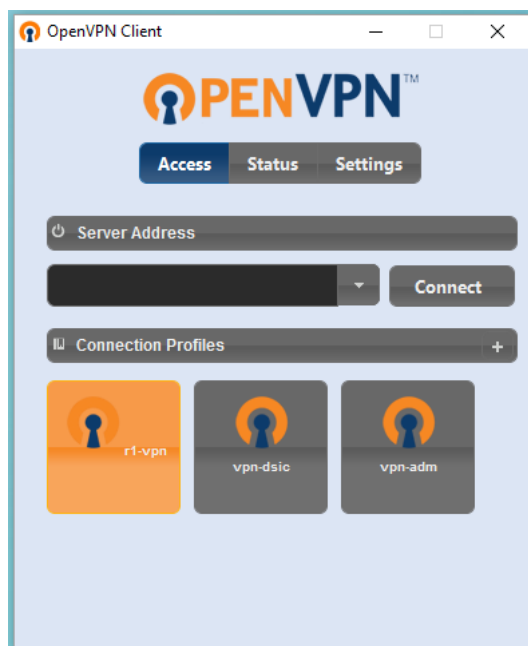 OpenVPN Client
OPENVPN™
Access Status Settings
Server Address
Connect
Connection Profiles +
r1-vpn
vpn-dsic
vpn-adm